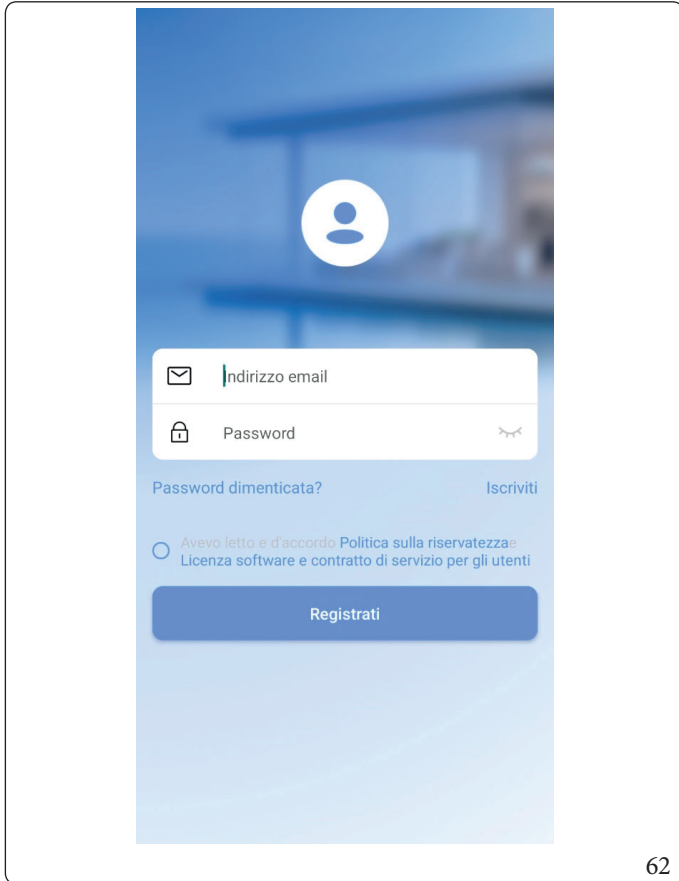 Indirizzo email
Password
Password dimenticata? Iscriviti
Avevo letto e d'accordo Politica sulla riservatezzae
Licenza software e contratto di servizio per gli utenti
Registrati
62